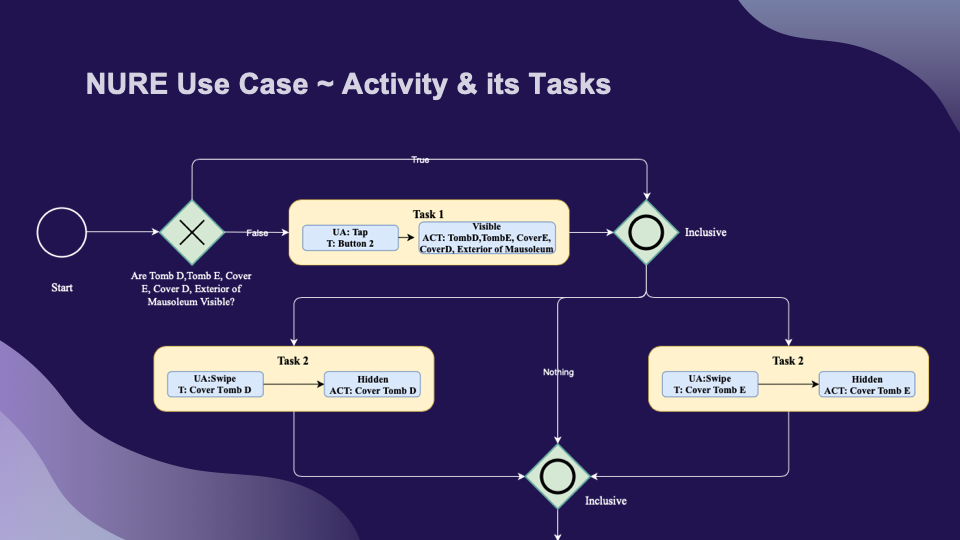 NURE Use Case ~ Activity & its Tasks
True
Task 1
UA: Tap
T: Button 2
Visible
ACT: TombD,TombE, CoverE,
CoverD, Exterior of Mausoleum
False
Inclusive
Start
Are Tomb D,Tomb E, Cover
E, Cover D, Exterior of
Mausoleum Visible?
Task 2
UA:Swipe
T: Cover Tomb D
Hidden
ACT: Cover Tomb D
Nothing
Task 2
UA:Swipe
T: Cover Tomb E
Hidden
ACT: Cover Tomb E
Inclusive